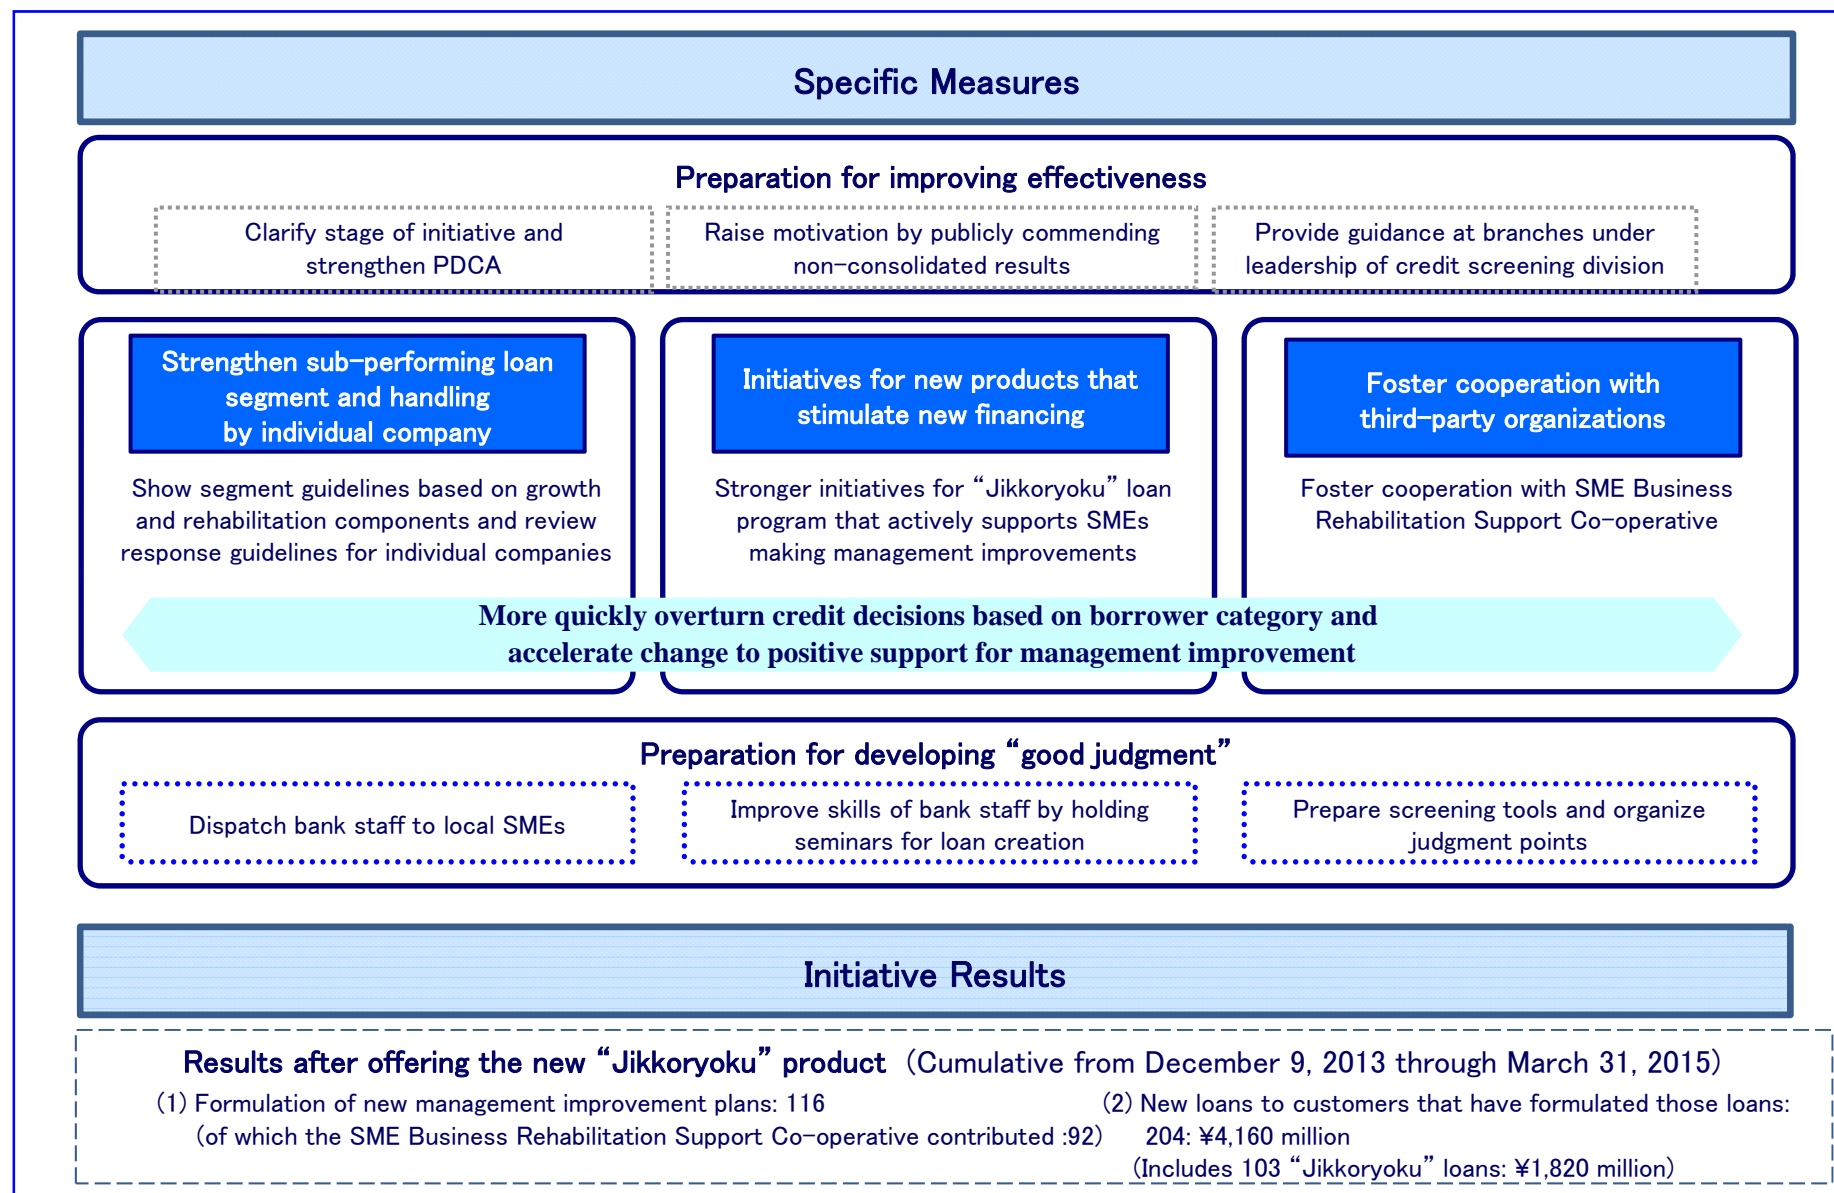 Specific Measures
Preparation for improving effectiveness
Clarify stage of initiative and
strengthen PDCA
Raise motivation by publicly commending
non-consolidated results
Provide guidance at branches under
leadership of credit screening division
Strengthen sub-performing loan
segment and handling
by individual company
Show segment guidelines based on growth
and rehabilitation components and review
response guidelines for individual companies
Initiatives for new products that
stimulate new financing
Stronger initiatives for “Jikkoryoku” loan
program that actively supports SMEs
making management improvements
Foster cooperation with
third-party organizations
Foster cooperation with SME Business
Rehabilitation Support Co-operative
More quickly overturn credit decisions based on borrower category and
accelerate change to positive support for management improvement
Preparation for developing “good judgment”
Dispatch bank staff to local SMEs
Improve skills of bank staff by holding
seminars for loan creation
Prepare screening tools and organize
judgment points
Initiative Results
Results after offering the new “Jikkoryoku” product (Cumulative from December 9, 2013 through March 31, 2015)
(1) Formulation of new management improvement plans: 116
(of which the SME Business Rehabilitation Support Co-operative contributed :92)
(2) New loans to customers that have formulated those loans:
204: ¥4,160 million
(Includes 103 “Jikkoryoku” loans: ¥1,820 million)